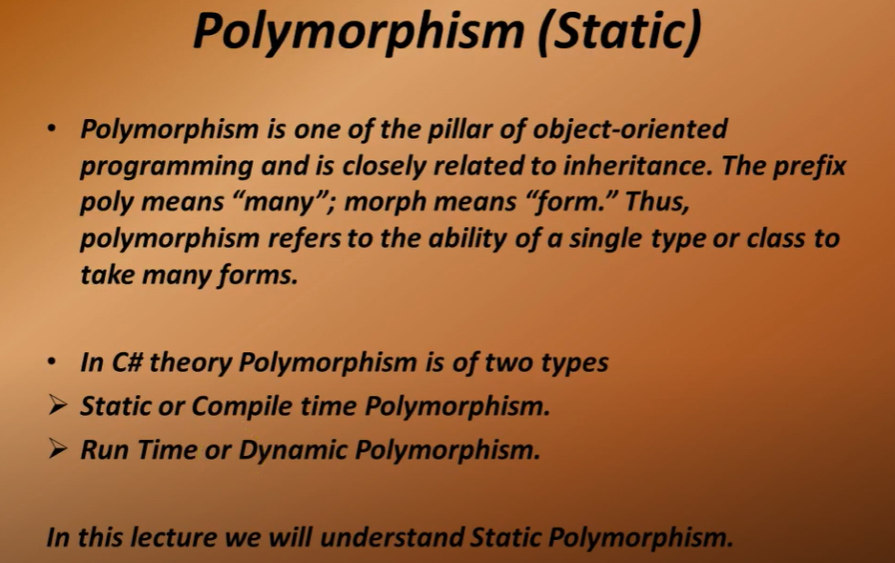 Polymorphism (Static)
• Polymorphism is one of the pillar of object-oriented
programming and is closely related to inheritance. The prefix
poly means “many”; morph means “form.” Thus,
polymorphism refers to the ability of a single type or class to
take many forms.
• In C# theory Polymorphism is of two types
➢ Static or Compile time Polymorphism.
➢ Run Time or Dynamic Polymorphism.
In this lecture we will understand Static Polymorphism.